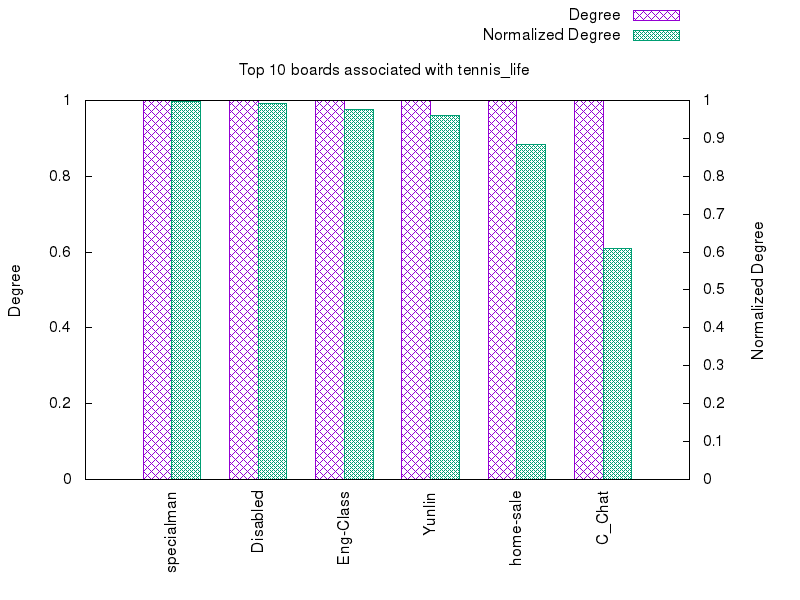 Degree
Normalized Degree
Top 10 boards associated with tennis_life
1
0.8
0.6
0.4
0.2
0
Degree
1
0.9
0.8
0.7
0.6
0.5
0.4
0.3
0.2
0.1
0
Normalized Degree
specialman
Disabled
Eng-Class
Yunlin
home-sale
C_Chat